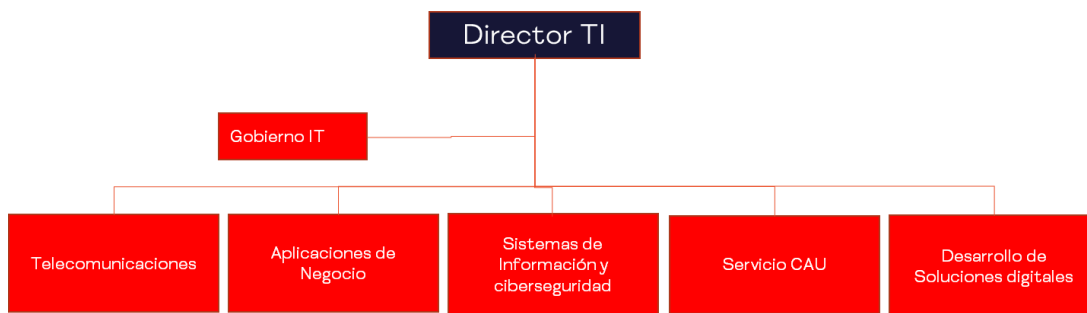 Director TI
Gobierno IT
Telecomunicaciones
Aplicaciones de
Negocio
Sistemas de
Información y
ciberseguridad
Servicio CAU
Desarrollo de
Soluciones digitales